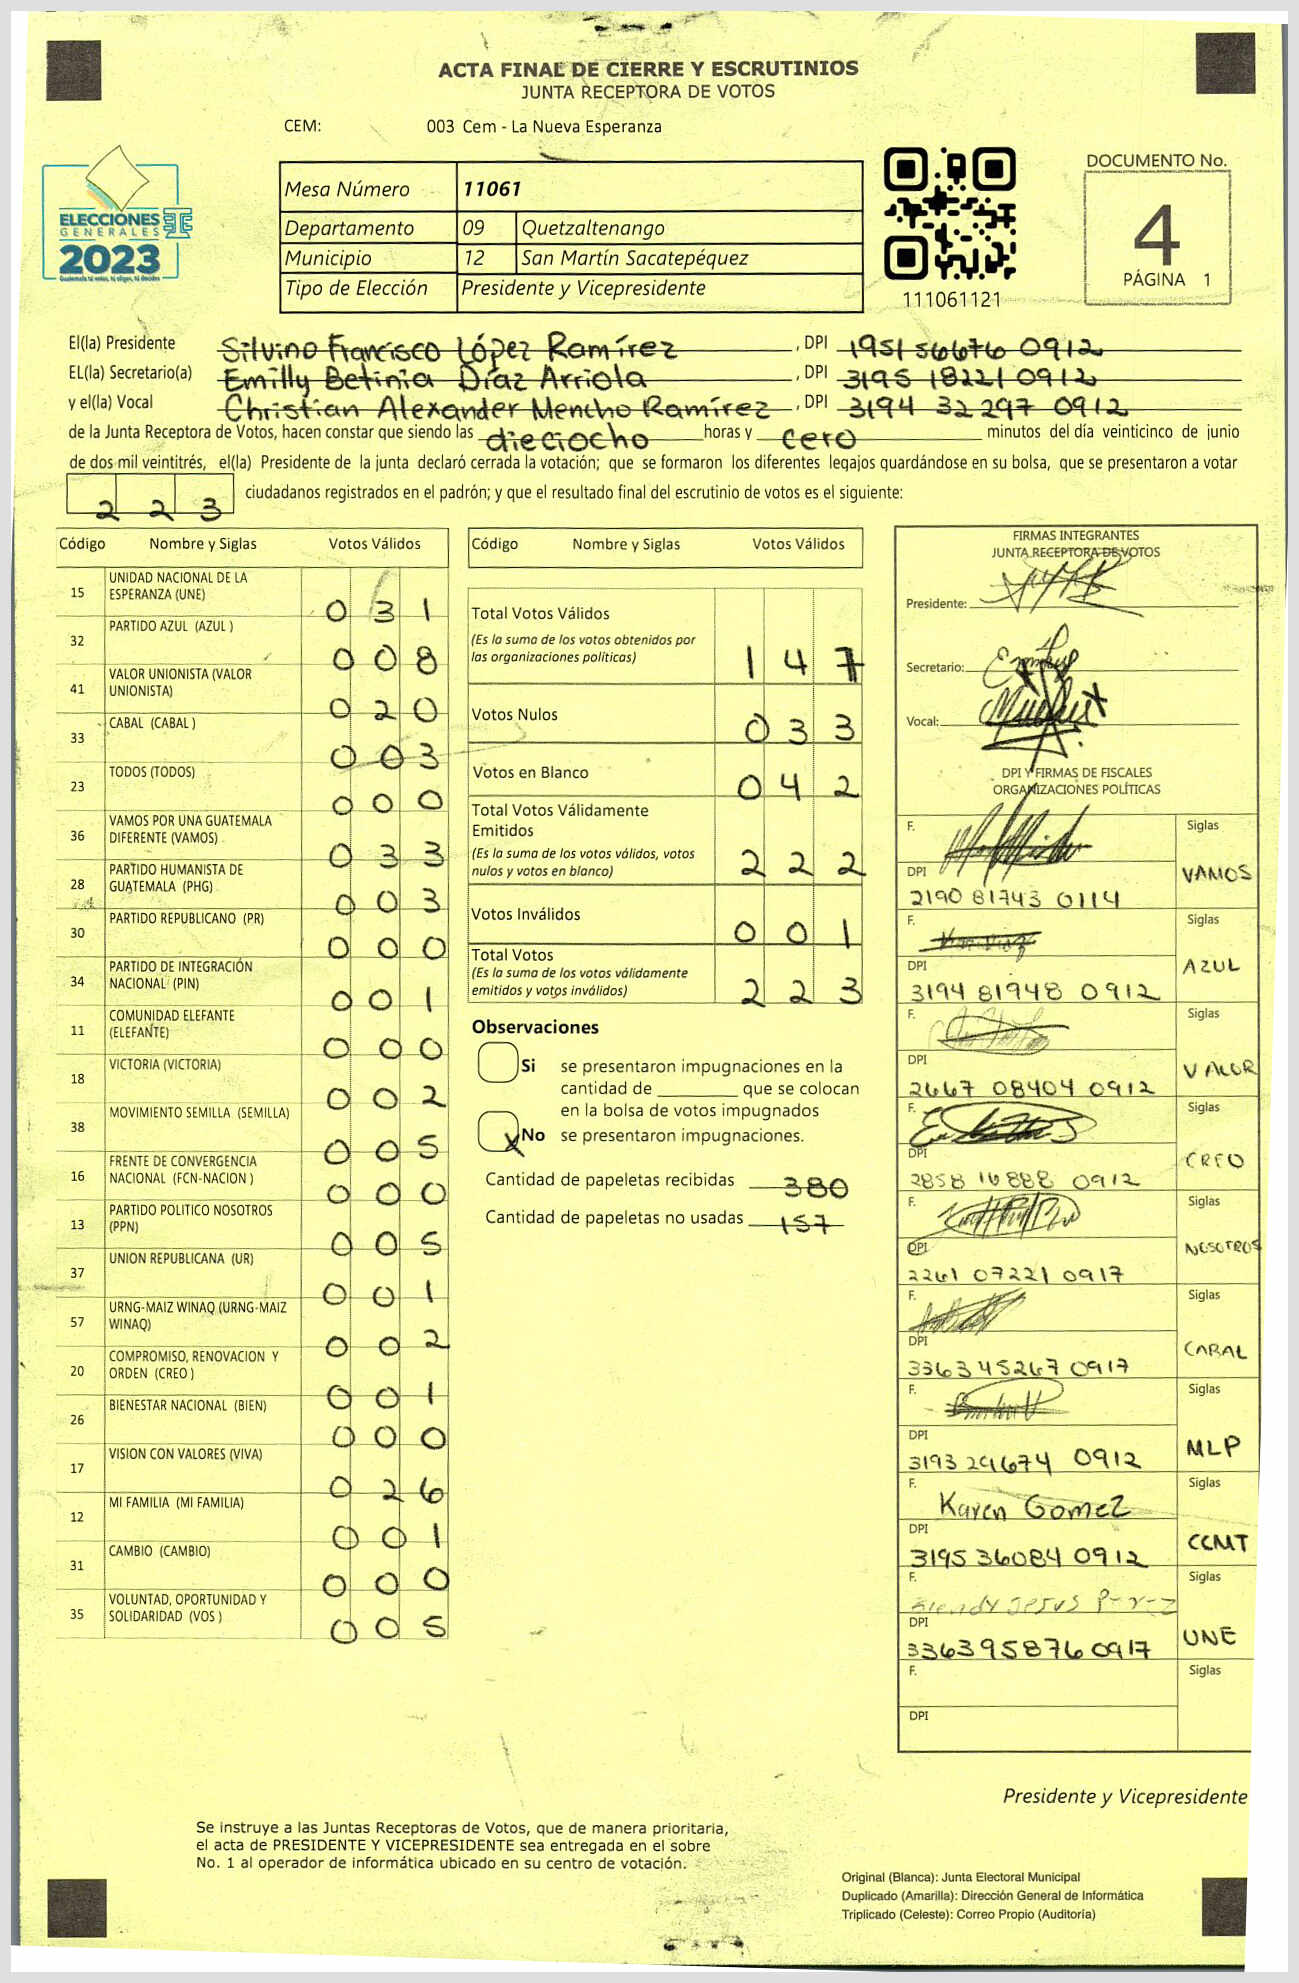 ACTA FINAL DE CIERRE Y ESCRUTINIOS
JUNTA RECEPTORA DE VOTOS
CEM: 003 Cem - La Nueva Esperanza
ELECCIONES
GENERALES
2023
Guatemala tú votas, tú eliges, tú decides
Mesa Número 11061
Departamento 09 Quetzaltenango
Municipio 12 San Martín Sacatepéquez
Tipo de Elección Presidente y Vicepresidente
111061121
DOCUMENTO No.
4
PÁGINA 1
El(la) Presidente Silvino Francisco López Ramírez, DPI 1951 56676 0912
EL(la) Secretario(a) Emilly Betinia Díaz Arriola, DPI 3195 18221 0912
y el(la) Vocal Christian Alexander Mencho Ramírez, DPI 3194 32297 0912
de la Junta Receptora de Votos, hacen constar que siendo las dieciocho horas y cero minutos del día veinticinco de junio
de dos mil veintitrés, el(la) Presidente de la junta declaró cerrada la votación; que se formaron los diferentes legajos guardándose en su bolsa, que se presentaron a votar
2 2 3 ciudadanos registrados en el padrón; y que el resultado final del escrutinio de votos es el siguiente:
Código Nombre y Siglas Votos Válidos
15 UNIDAD NACIONAL DE LA
ESPERANZA (UNE) 0 3 1
32 PARTIDO AZUL (AZUL ) 0 0 8
41 VALOR UNIONISTA (VALOR
UNIONISTA) 0 2 0
33 CABAL (CABAL ) 0 0 3
23 TODOS (TODOS) 0 0 0
36 VAMOS POR UNA GUATEMALA
DIFERENTE (VAMOS) 0 3 3
28 PARTIDO HUMANISTA DE
GUATEMALA (PHG) 0 0 3
30 PARTIDO REPUBLICANO (PR) 0 0 0
34 PARTIDO DE INTEGRACIÓN
NACIONAL (PIN) 0 0 1
11 COMUNIDAD ELEFANTE
(ELEFANTE) 0 0 0
18 VICTORIA (VICTORIA) 0 0 2
38 MOVIMIENTO SEMILLA (SEMILLA) 0 0 5
16 FRENTE DE CONVERGENCIA
NACIONAL (FCN-NACION ) 0 0 0
13 PARTIDO POLITICO NOSOTROS
(PPN) 0 0 5
37 UNION REPUBLICANA (UR) 0 0 1
57 URNG-MAIZ WINAQ (URNG-MAIZ
WINAQ) 0 0 2
20 COMPROMISO, RENOVACION Y
ORDEN (CREO ) 0 0 1
26 BIENESTAR NACIONAL (BIEN) 0 0 0
17 VISION CON VALORES (VIVA) 0 2 6
12 MI FAMILIA (MI FAMILIA) 0 0 1
31 CAMBIO (CAMBIO) 0 0 0
35 VOLUNTAD, OPORTUNIDAD Y
SOLIDARIDAD (VOS ) 0 0 5
Código Nombre y Siglas Votos Válidos
Total Votos Válidos
(Es la suma de los votos obtenidos por
las organizaciones políticas) 1 4 7
Votos Nulos 0 3 3
Votos en Blanco 0 4 2
Total Votos Válidamente
Emitidos
(Es la suma de los votos válidos, votos
nulos y votos en blanco) 2 2 2
Votos Inválidos 0 0 1
Total Votos
(Es la suma de los votos válidamente
emitidos y votos inválidos) 2 2 3
Observaciones
Si se presentaron impugnaciones en la
cantidad de ________ que se colocan
en la bolsa de votos impugnados
X No se presentaron impugnaciones.
Cantidad de papeletas recibidas 380
Cantidad de papeletas no usadas 157
FIRMAS INTEGRANTES
JUNTA RECEPTORA DE VOTOS
Presidente:
Secretario:
Vocal:
DPI Y FIRMAS DE FISCALES
ORGANIZACIONES POLÍTICAS
F. Siglas
DPI VAMOS
2190 81743 0114
F. Siglas
DPI AZUL
3194 81948 0912
F. Siglas
DPI VALOR
2667 08404 0912
F. Siglas
DPI CREO
2858 16888 0912
F. Siglas
DPI NOSOTROS
2261 07221 0917
F. Siglas
DPI CABAL
3363 45267 0917
F. Siglas
DPI MLP
3193 29674 0912
F. Karen Gomez Siglas
DPI CCMT
3195 36084 0912
F. Siglas
DPI UNE
3363 95876 0917
F. Siglas
DPI
Presidente y Vicepresidente
Se instruye a las Juntas Receptoras de Votos, que de manera prioritaria,
el acta de PRESIDENTE Y VICEPRESIDENTE sea entregada en el sobre
No. 1 al operador de informática ubicado en su centro de votación.
Original (Blanca): Junta Electoral Municipal
Duplicado (Amarilla): Dirección General de Informática
Triplicado (Celeste): Correo Propio (Auditoría)